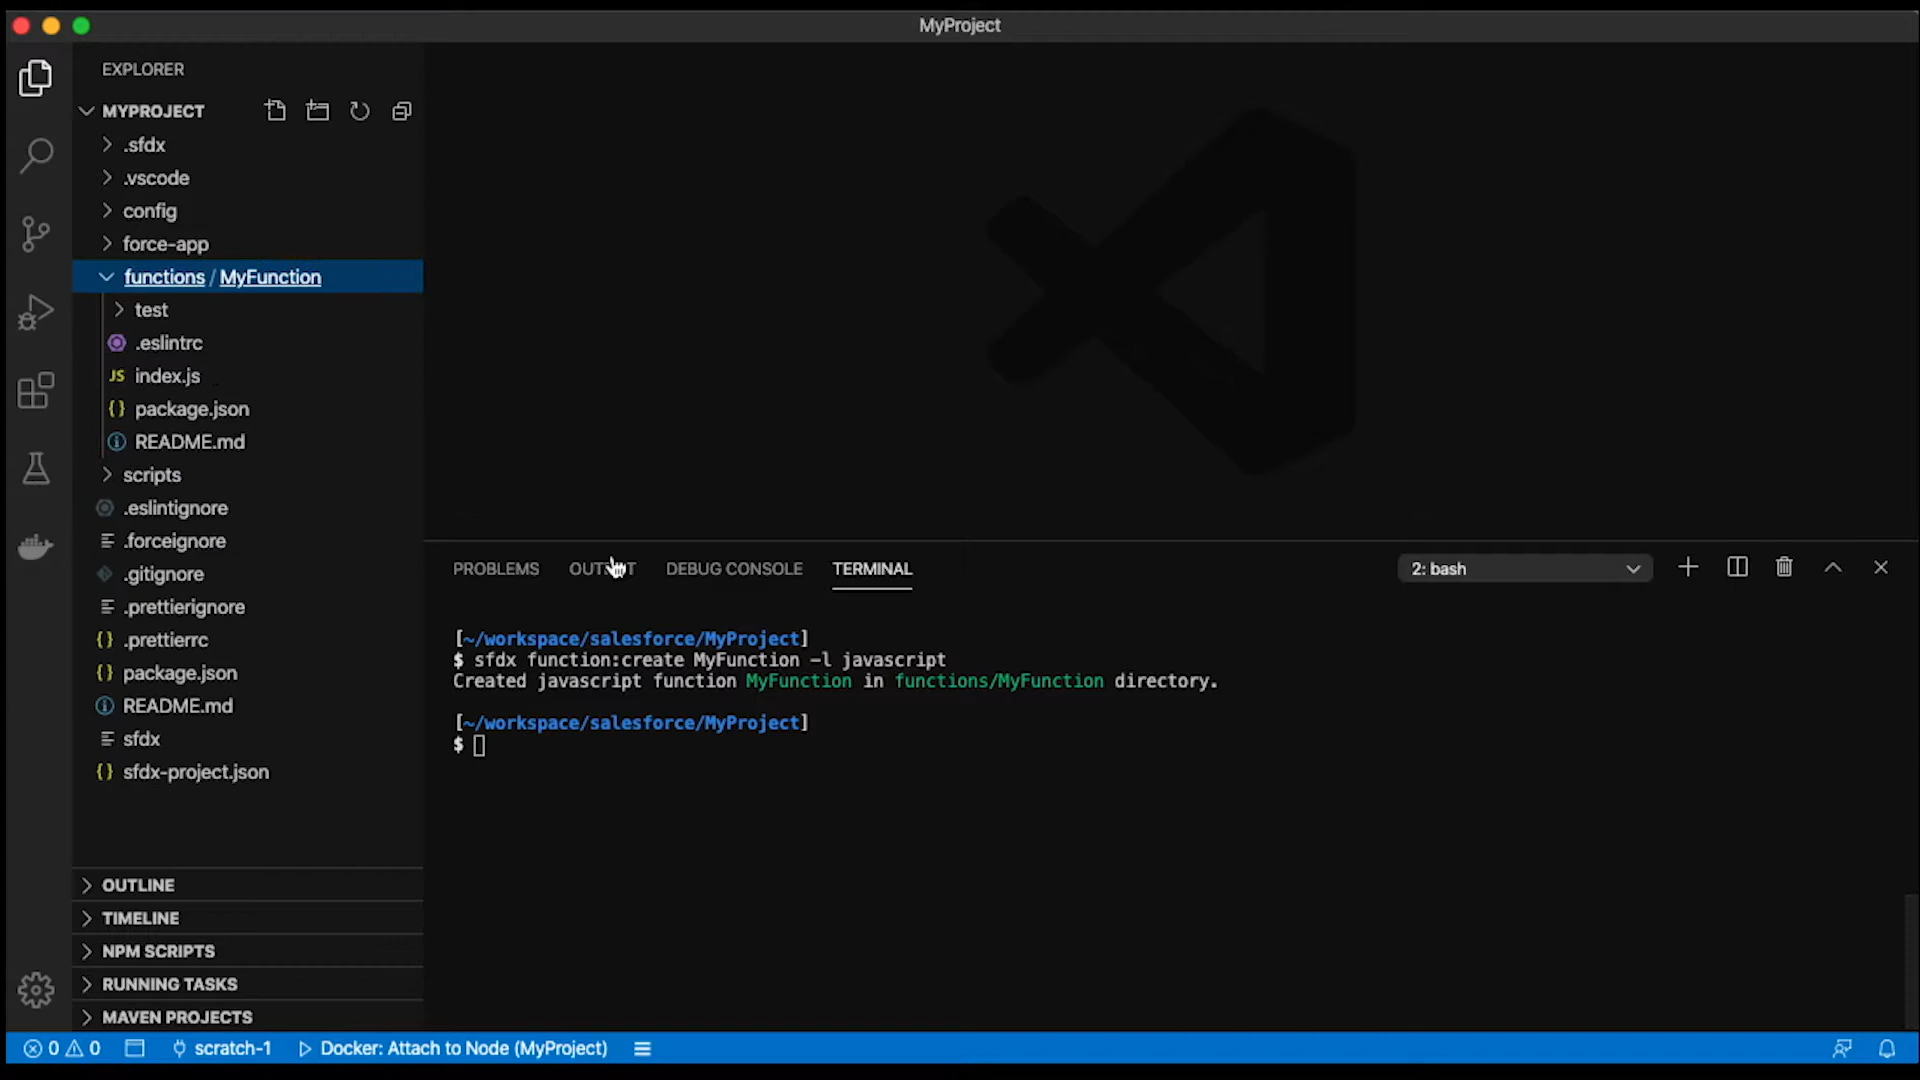 MyProject
EXPLORER
MYPROJECT
.sfdx
.vscode
config
force-app
functions / MyFunction
test
.eslintrc
JS index.js
{} package.json
README.md
scripts
.eslintignore
.forceignore
.gitignore
.prettierignore
{} .prettierrc
{} package.json
README.md
sfdx
{} sfdx-project.json
OUTLINE
TIMELINE
NPM SCRIPTS
RUNNING TASKS
MAVEN PROJECTS
PROBLEMS
DEBUG CONSOLE
TERMINAL
2: bash
[~/workspace/salesforce/MyProject]
$ sfdx function:create MyFunction -l javascript
Created javascript function MyFunction in functions/MyFunction directory.
[~/workspace/salesforce/MyProject]
$
0 0 scratch-1 Docker: Attach to Node (MyProject)